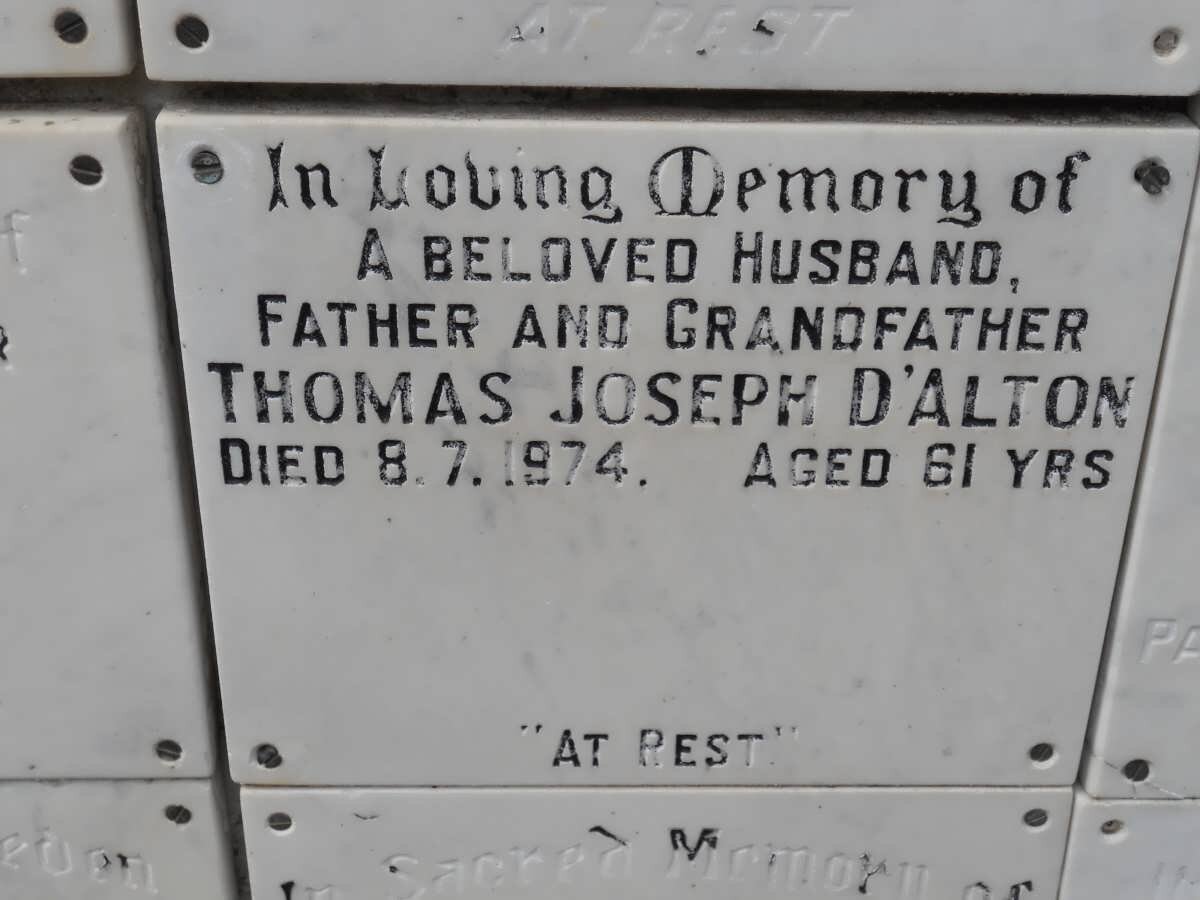 AT REST
In Loving Memory of
A BELOVED HUSBAND,
FATHER AND GRANDFATHER
THOMAS JOSEPH D'ALTON
DIED 8.7.1974. AGED 61 YRS
"AT REST"
In Sacred Memory of